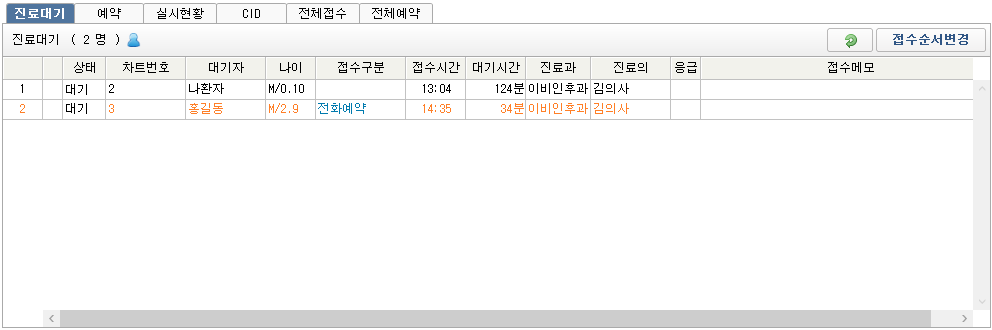 진료대기 예약 실시현황 CID 전체접수 전체예약
진료대기 ( 2 명 ) 접수순서변경
상태 차트번호 대기자 나이 접수구분 접수시간 대기시간 진료과 진료의 응급 접수메모
1 대기 2 나환자 M/0.10 13:04 124분 이비인후과 김의사
2 대기 3 홍길동 M/2.9 전화예약 14:35 34분 이비인후과 김의사